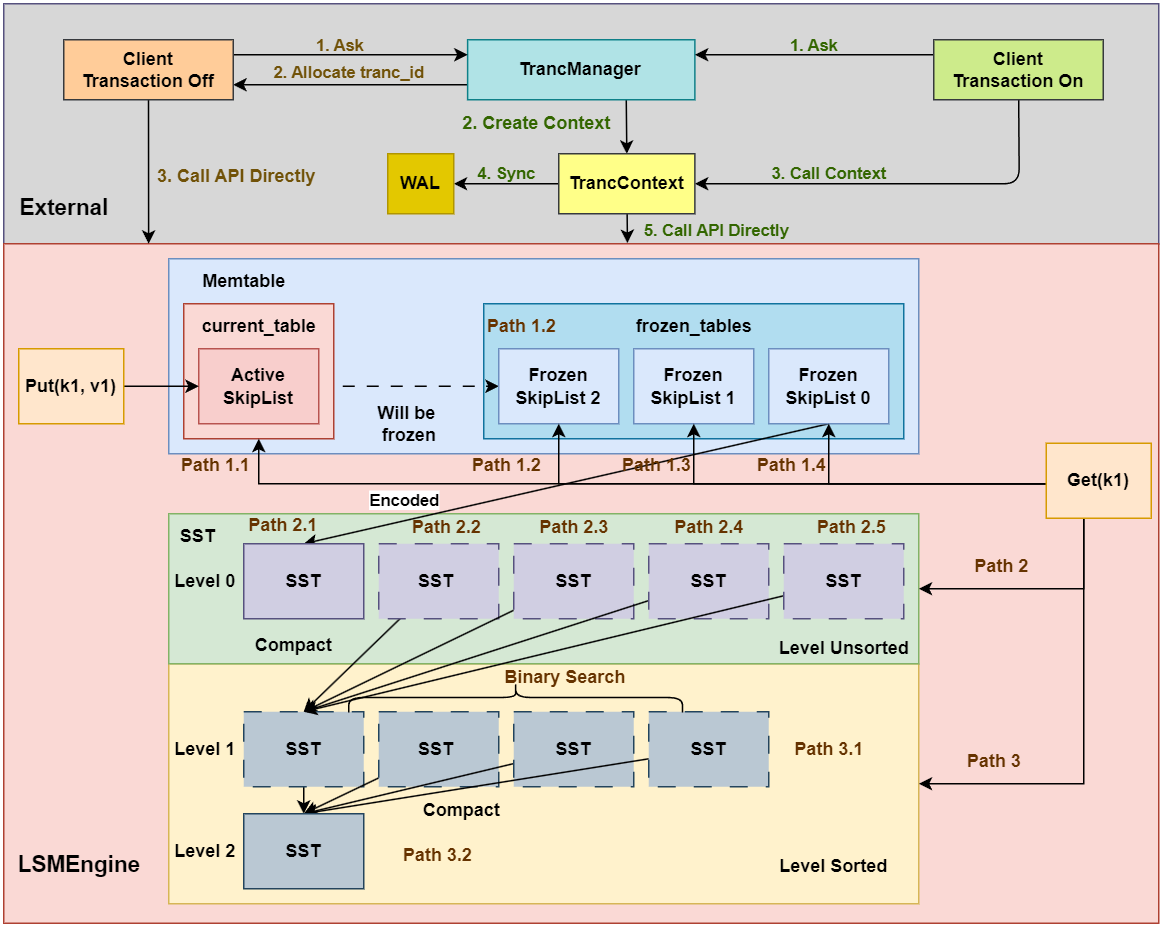 Client
Transaction Off
1. Ask
2. Allocate tranc_id
TrancManager
1. Ask
Client
Transaction On
2. Create Context
3. Call API Directly
WAL
4. Sync
TrancContext
3. Call Context
External
5. Call API Directly
Memtable
current_table
Path 1.2
frozen_tables
Put(k1, v1)
Active
SkipList
Will be
frozen
Frozen
SkipList 2
Frozen
SkipList 1
Frozen
SkipList 0
Path 1.1
Path 1.2
Path 1.3
Path 1.4
Get(k1)
Encoded
SST
Path 2.1
Path 2.2
Path 2.3
Path 2.4
Path 2.5
Level 0
SST
SST
SST
SST
SST
Path 2
Compact
Level Unsorted
Binary Search
Level 1
SST
SST
SST
SST
Path 3.1
Path 3
Compact
Level 2
SST
Path 3.2
Level Sorted
LSMEngine